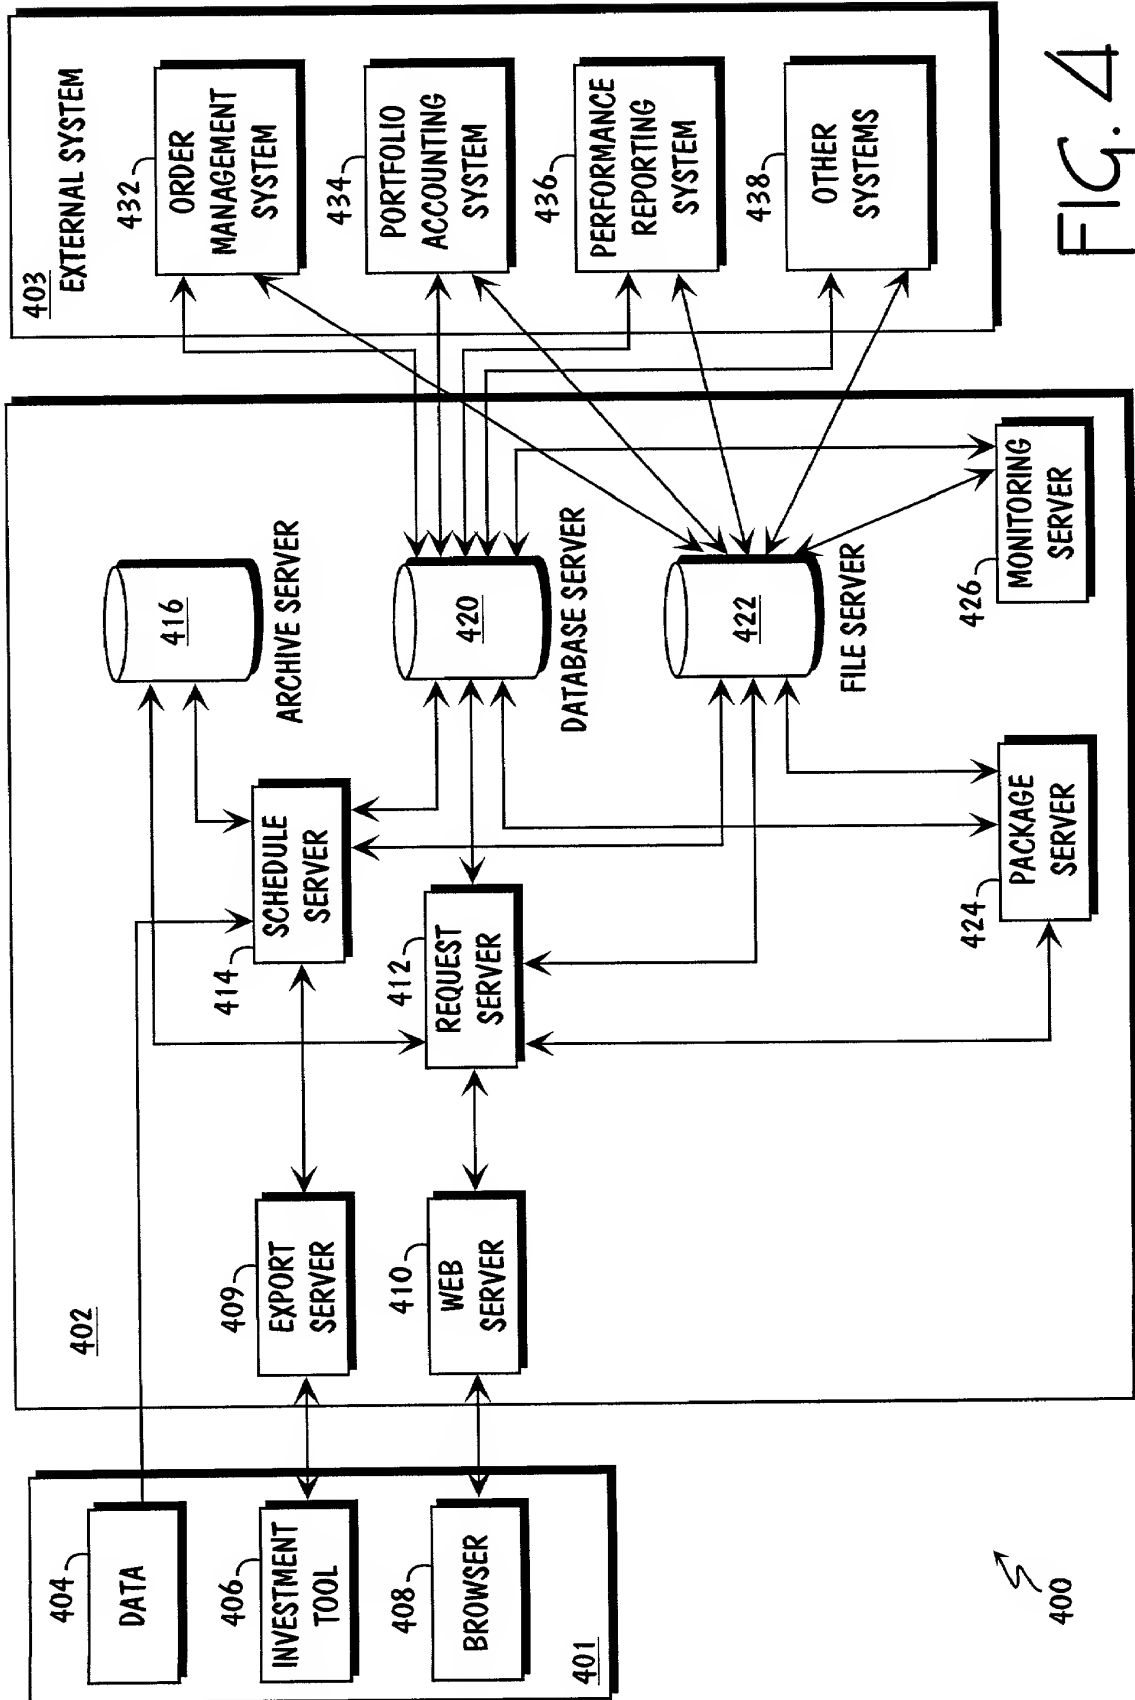 403
EXTERNAL SYSTEM
432
ORDER
MANAGEMENT
SYSTEM
434
PORTFOLIO
ACCOUNTING
SYSTEM
436
PERFORMANCE
REPORTING
SYSTEM
438
OTHER
SYSTEMS
402
416
ARCHIVE SERVER
420
DATABASE SERVER
422
FILE SERVER
426
MONITORING
SERVER
414
SCHEDULE
SERVER
412
REQUEST
SERVER
424
PACKAGE
SERVER
409
EXPORT
SERVER
410
WEB
SERVER
404
DATA
406
INVESTMENT
TOOL
408
BROWSER
401
400
FIG. 4